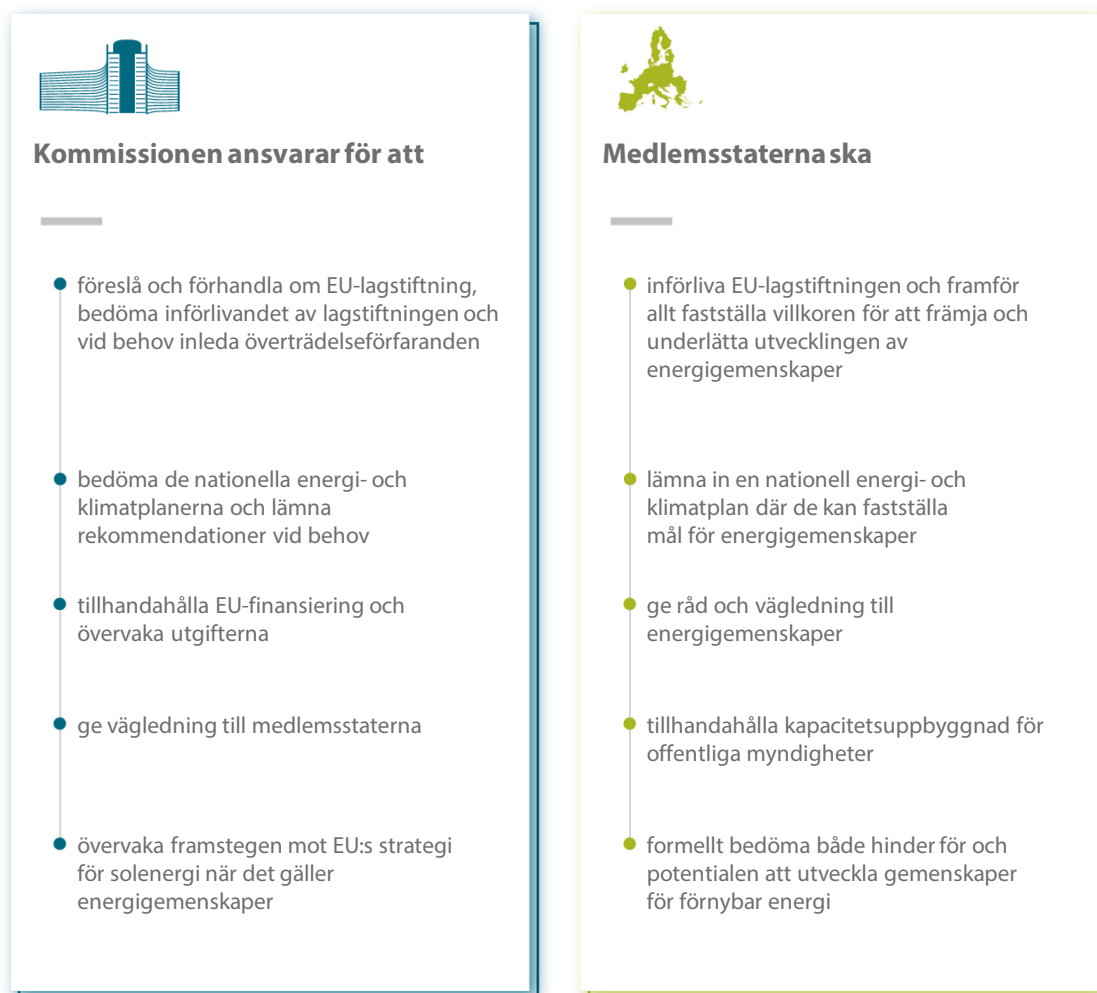 Kommissionen ansvarar för att
föreslå och förhandla om EU-lagstiftning,
bedöma införlivandet av lagstiftningen och
vid behov inleda överträdelseförfaranden
bedöma de nationella energi- och
klimatplanerna och lämna
rekommendationer vid behov
tillhandahålla EU-finansiering och
övervaka utgifterna
ge vägledning till medlemsstaterna
övervaka framstegen mot EU:s strategi
för solenergi när det gäller
energigemenskaper
Medlemsstaterna ska
införliva EU-lagstiftningen och framför
allt fastställa villkoren för att främja och
underlätta utvecklingen av
energigemenskaper
lämna in en nationell energi- och
klimatplan där de kan fastställa
mål för energigemenskaper
ge råd och vägledning till
energigemenskaper
tillhandahålla kapacitetsuppbyggnad för
offentliga myndigheter
formellt bedöma både hinder för och
potentialen att utveckla gemenskaper
för förnybar energi